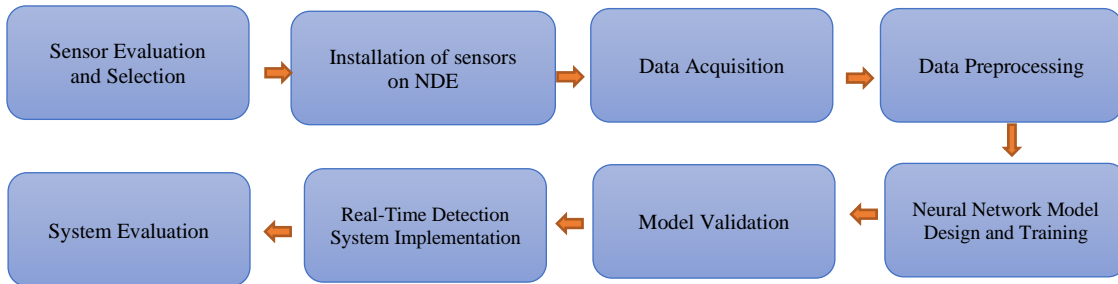 Sensor Evaluation
and Selection
Installation of sensors
on NDE
Data Acquisition
Data Preprocessing
Neural Network Model
Design and Training
Model Validation
Real-Time Detection
System Implementation
System Evaluation